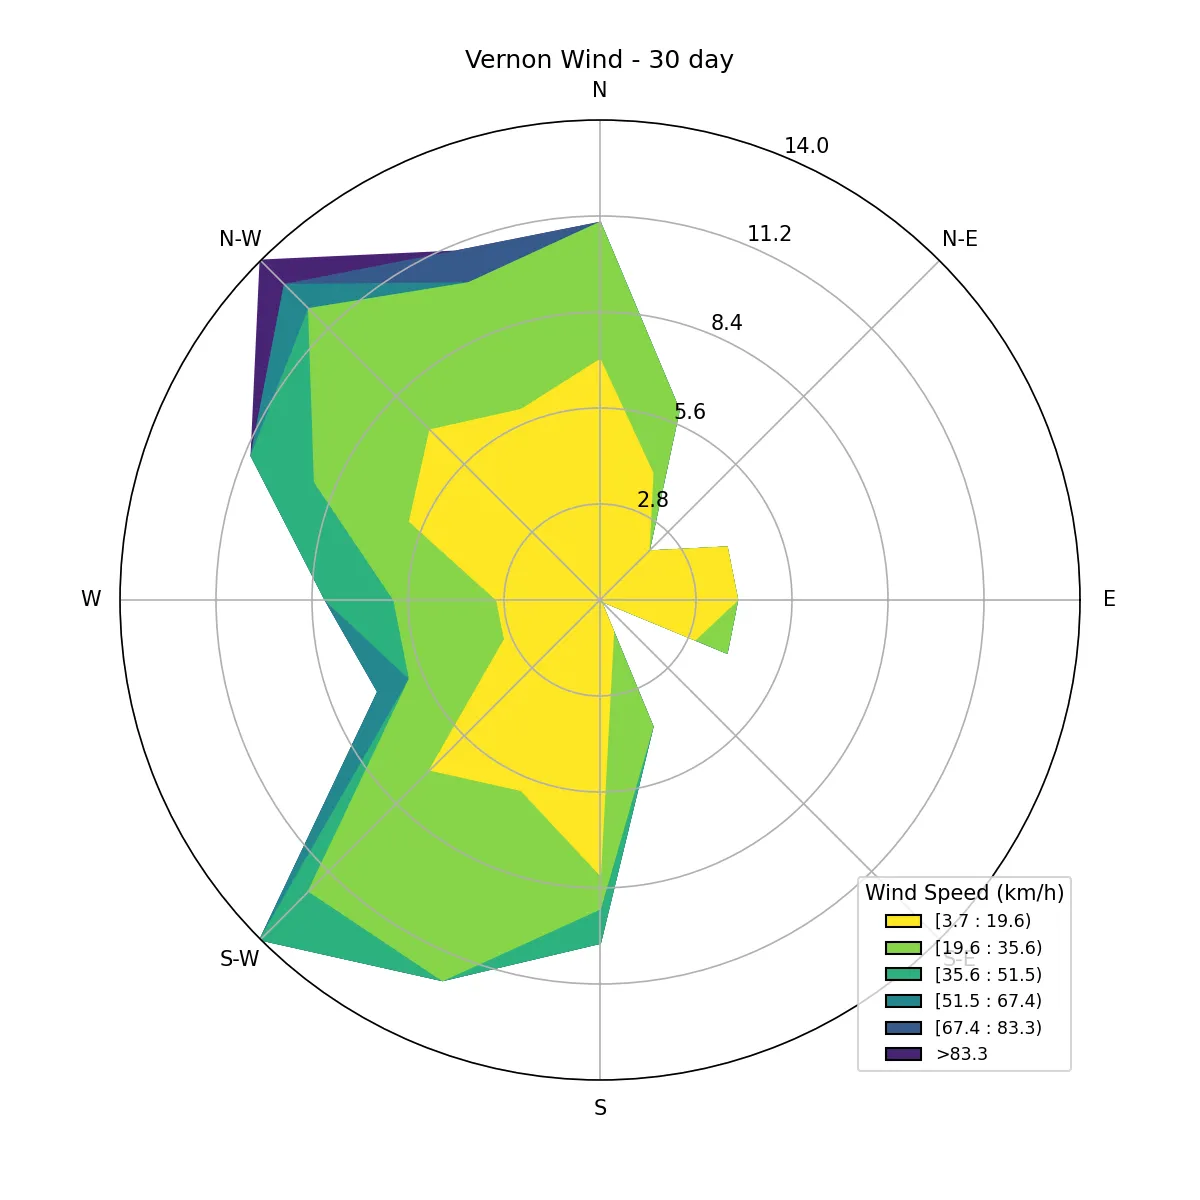 Vernon Wind - 30 day
N
14.0
11.2
N-W
N-E
8.4
5.6
2.8
W
E
Wind Speed (km/h)
[3.7 : 19.6)
[19.6 : 35.6)
S-W
S-E
[35.6 : 51.5)
[51.5 : 67.4)
[67.4 : 83.3)
>83.3
S